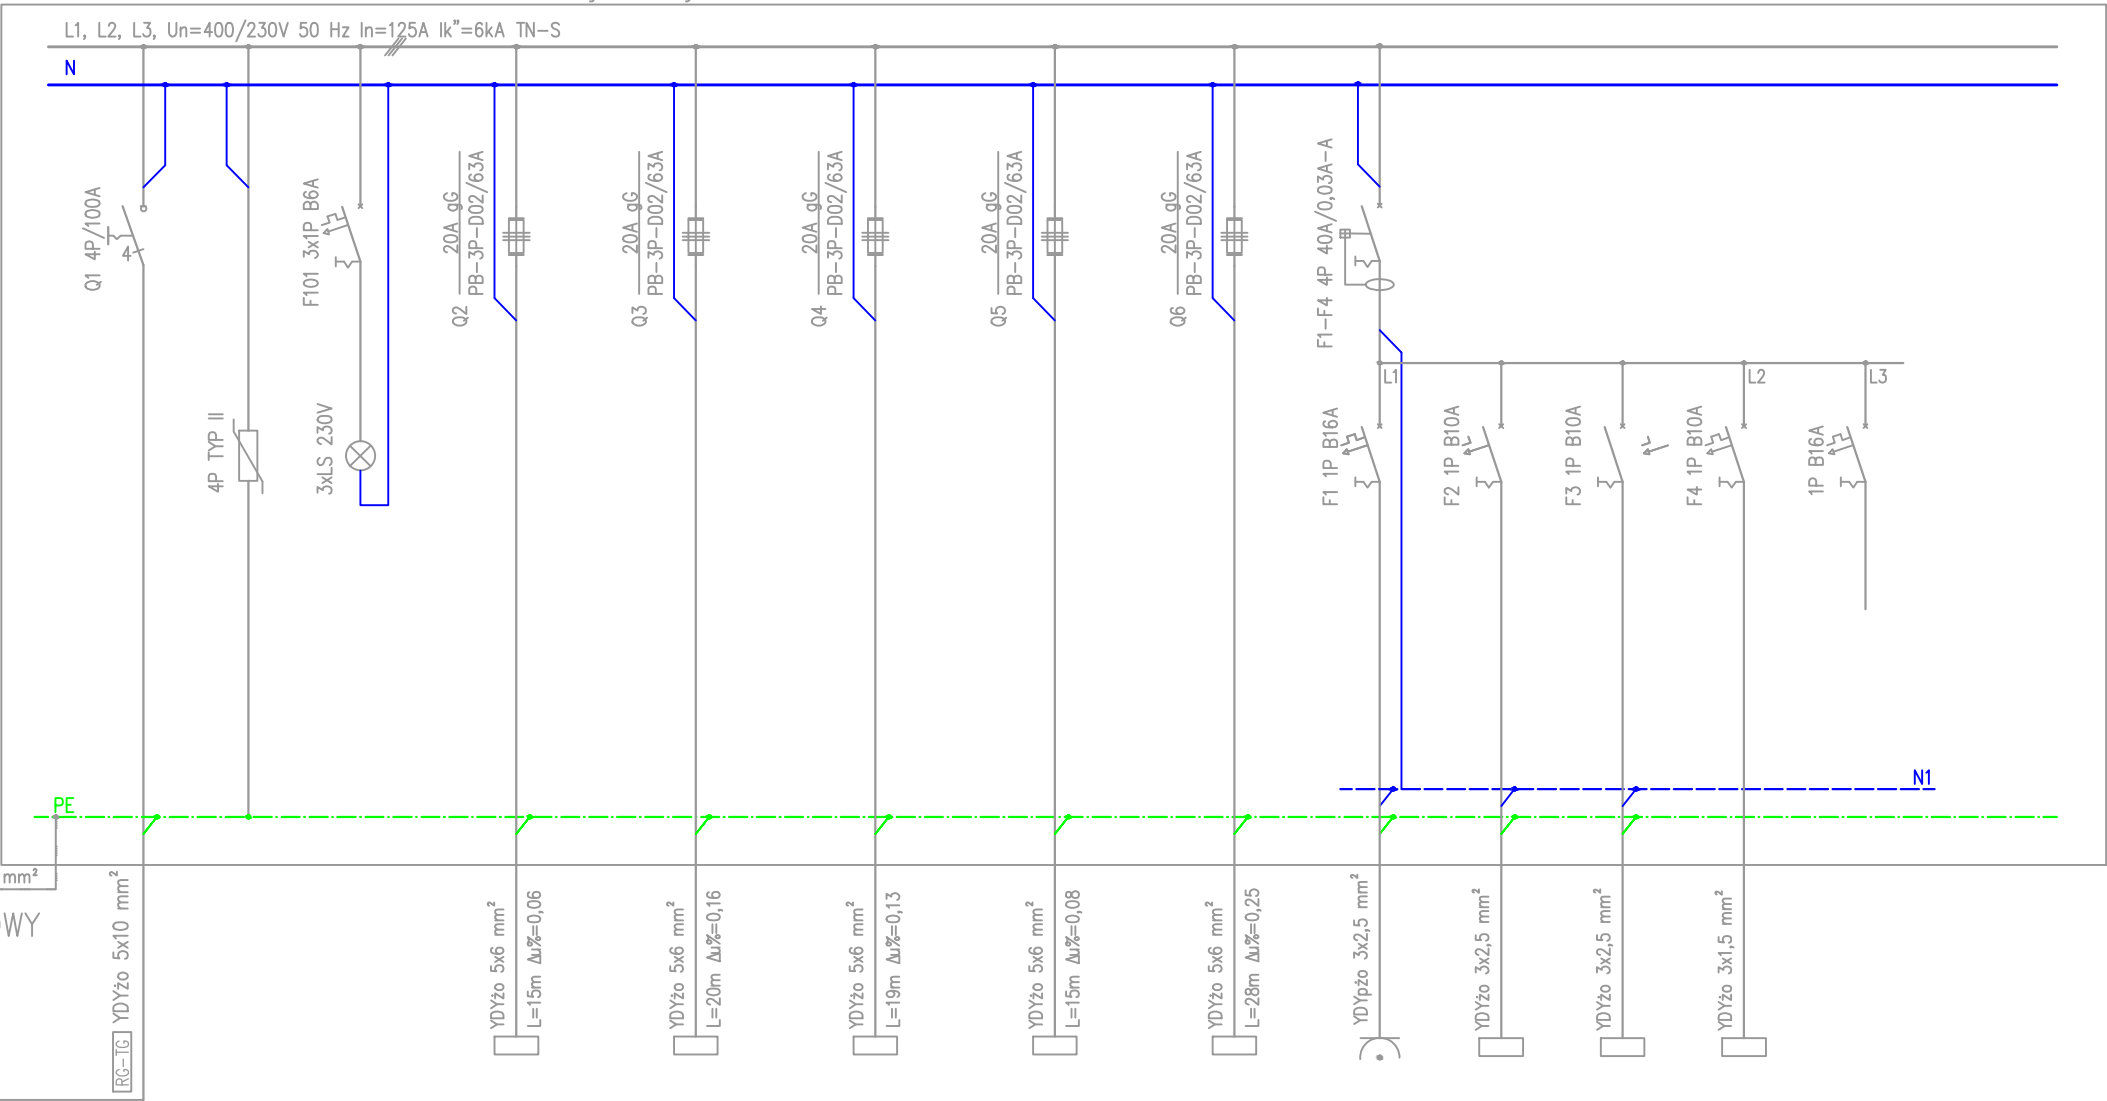 L1, L2, L3, Un=400/230V 50 Hz In=125A Ik"=6kA TN-S
N
Q1 4P/100A
4
4P TYP II
F101 3x1P B6A
3xLS 230V
Q2
20A gG
PB-3P-D02/63A
Q3
20A gG
PB-3P-D02/63A
Q4
20A gG
PB-3P-D02/63A
Q5
20A gG
PB-3P-D02/63A
Q6
20A gG
PB-3P-D02/63A
F1-F4 4P 40A/0,03A-A
L1
L2
L3
F1 1P B16A
F2 1P B10A
F3 1P B10A
F4 1P B10A
1P B16A
N1
PE
mm²
WY
RG-TG
YDYżo 5x10 mm²
YDYżo 5x6 mm²
L=15m Δu%=0,06
YDYżo 5x6 mm²
L=20m Δu%=0,16
YDYżo 5x6 mm²
L=19m Δu%=0,13
YDYżo 5x6 mm²
L=15m Δu%=0,08
YDYżo 5x6 mm²
L=28m Δu%=0,25
YDYpżo 3x2,5 mm²
YDYżo 3x2,5 mm²
YDYżo 3x2,5 mm²
YDYżo 3x1,5 mm²